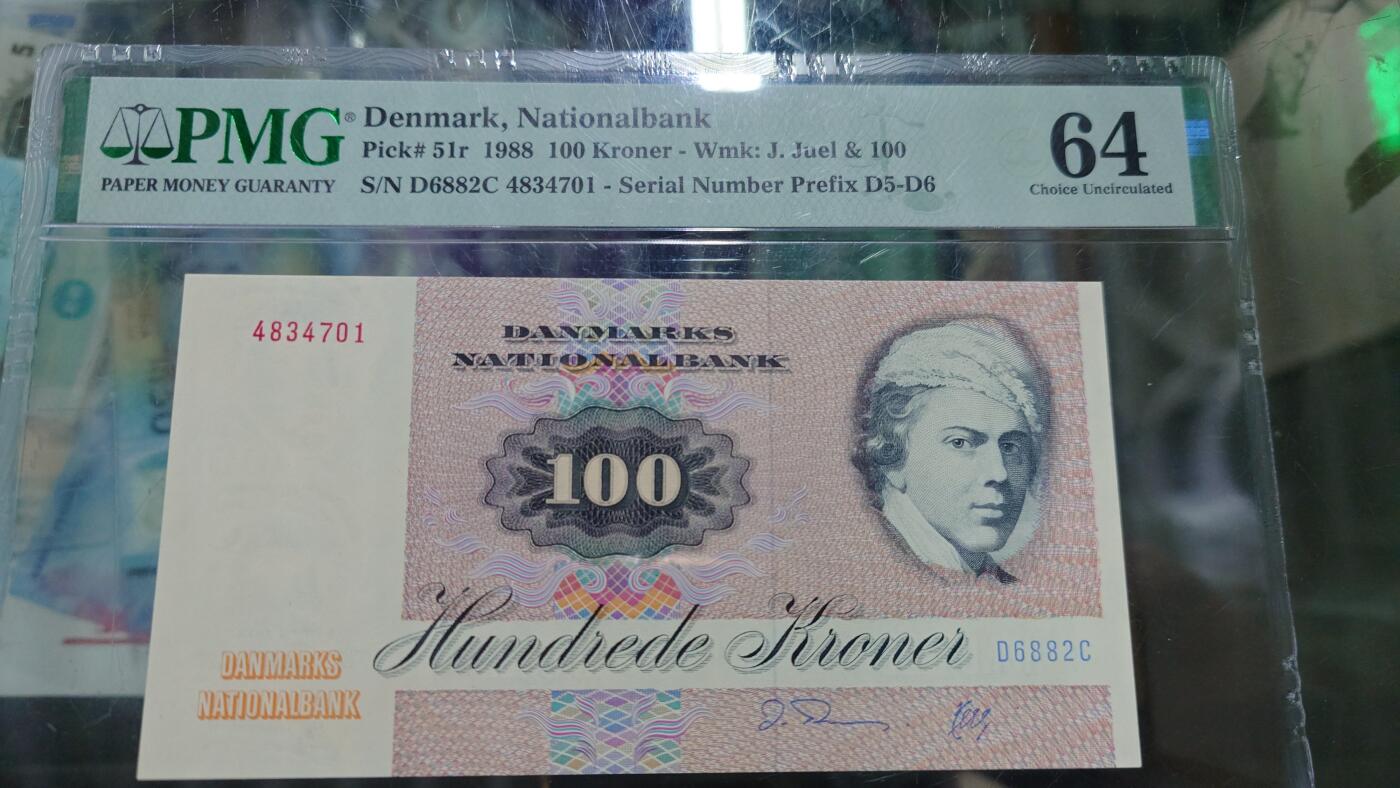 PMG®
PAPER MONEY GUARANTY
Denmark, Nationalbank
Pick# 51r 1988 100 Kroner - Wmk: J. Juel & 100
S/N D6882C 4834701 - Serial Number Prefix D5-D6
64
Choice Uncirculated
4834701
DANMARKS
NATIONALBANK
100
Hundrede Kroner
D6882C
DANMARKS
NATIONALBANK